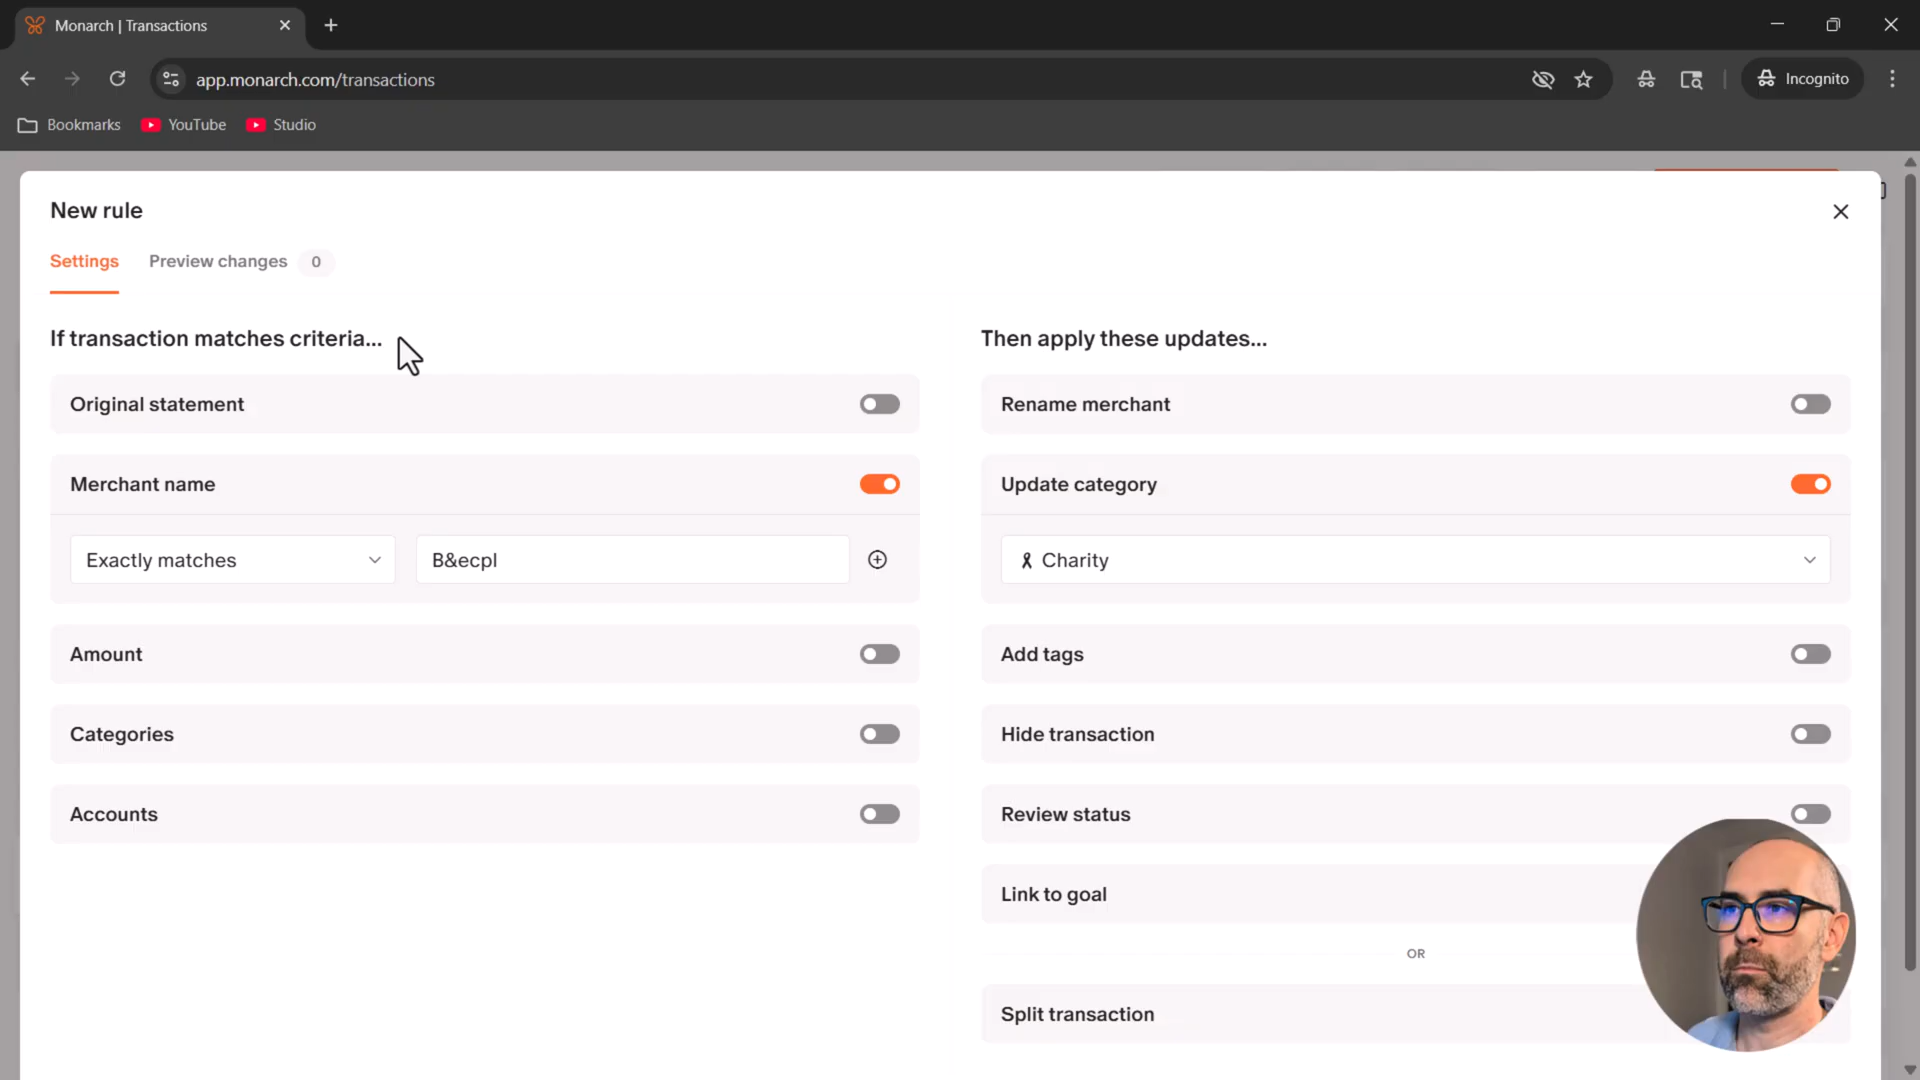 Monarch | Transactions
app.monarch.com/transactions
Incognito
Bookmarks
YouTube
Studio
New rule
Settings
Preview changes 0
If transaction matches criteria...
Original statement
Merchant name
Exactly matches
B&ecpl
Amount
Categories
Accounts
Then apply these updates...
Rename merchant
Update category
Charity
Add tags
Hide transaction
Review status
Link to goal
OR
Split transaction